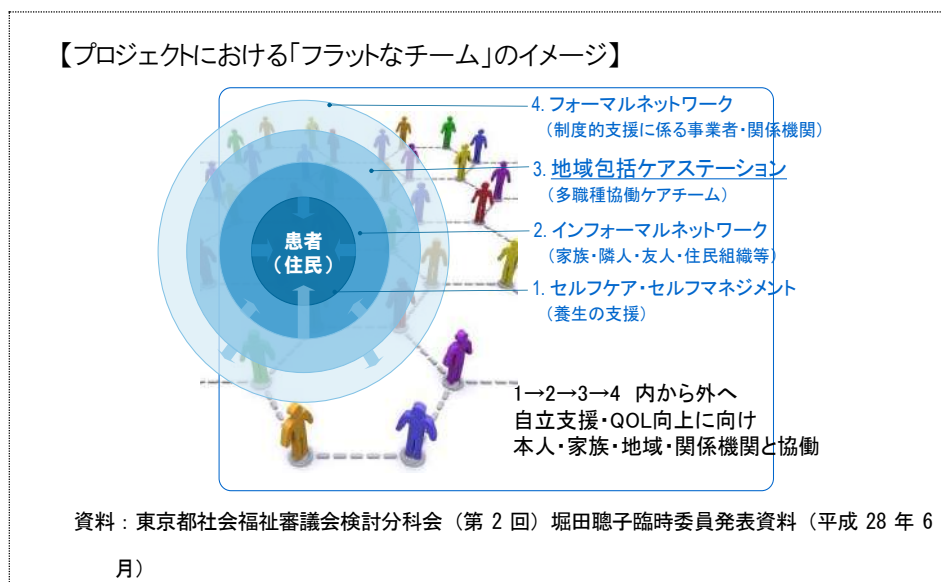 【プロジェクトにおける「フラットなチーム」のイメージ】
4. フォーマルネットワーク
（制度的支援に係る事業者・関係機関）
3. 地域包括ケアステーション
（多職種協働ケアチーム）
2. インフォーマルネットワーク
（家族・隣人・友人・住民組織等）
1. セルフケア・セルフマネジメント
（養生の支援）
患者
（住民）
1→2→3→4 内から外へ
自立支援・QOL向上に向け
本人・家族・地域・関係機関と協働
資料：東京都社会福祉審議会検討分科会（第 2 回）堀田聰子臨時委員発表資料（平成 28 年 6
月）